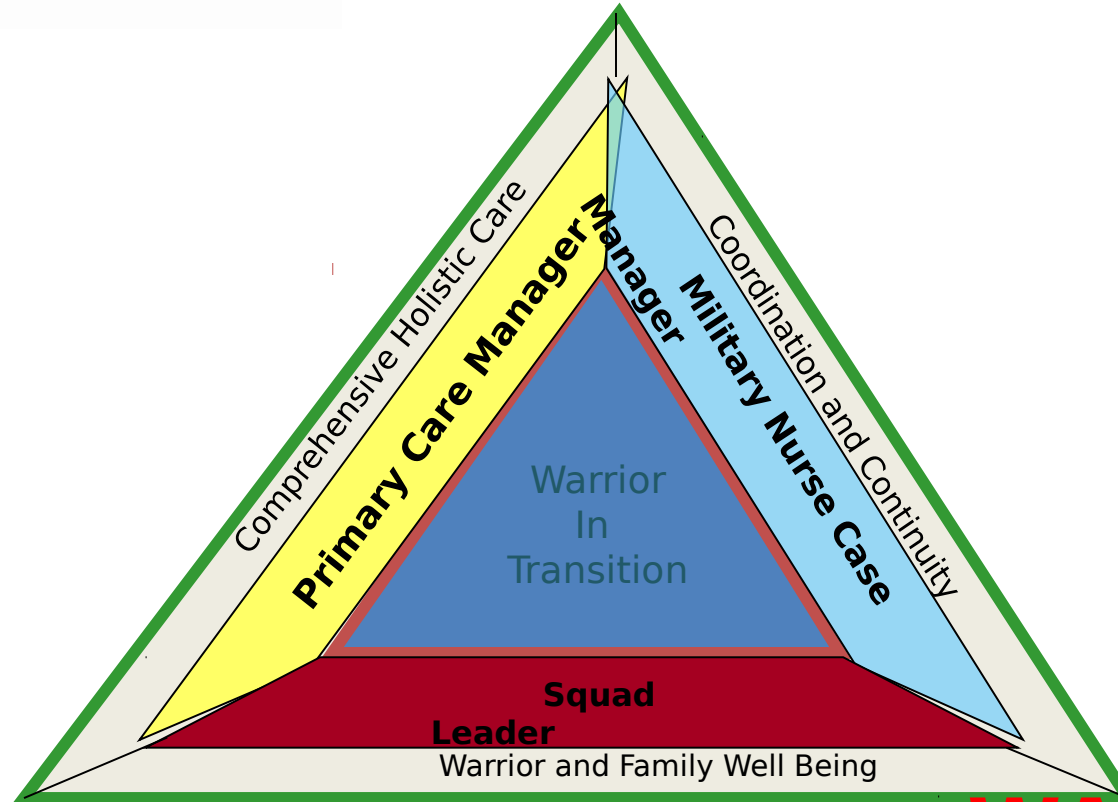 Comprehensive Holistic Care
Primary Care Manager
Coordination and Continuity
Military Nurse Case
Manager
Warrior
In
Transition
Squad
Leader
Warrior and Family Well Being